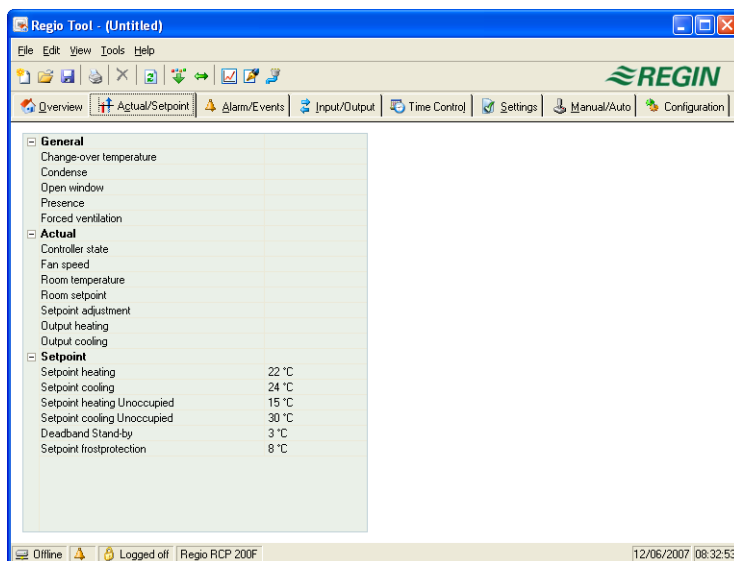 Regio Tool - (Untitled)
File Edit View Tools Help
REGIN
Overview Actual/Setpoint Alarm/Events Input/Output Time Control Settings Manual/Auto Configuration
General
Change-over temperature
Condense
Open window
Presence
Forced ventilation
Actual
Controller state
Fan speed
Room temperature
Room setpoint
Setpoint adjustment
Output heating
Output cooling
Setpoint
Setpoint heating 22 °C
Setpoint cooling 24 °C
Setpoint heating Unoccupied 15 °C
Setpoint cooling Unoccupied 30 °C
Deadband Stand-by 3 °C
Setpoint frostprotection 8 °C
Offline Logged off Regio RCP 200F 12/06/2007 08:32:53